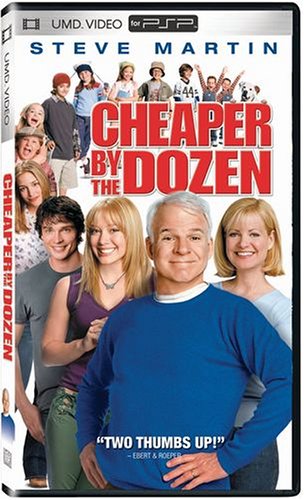 UMD. VIDEO for PSP
STEVE MARTIN
CHEAPER
BY
THE DOZEN
"TWO THUMBS UP!"
– EBERT & ROEPER
UMD. VIDEO
CHEAPER BY THE DOZEN
44